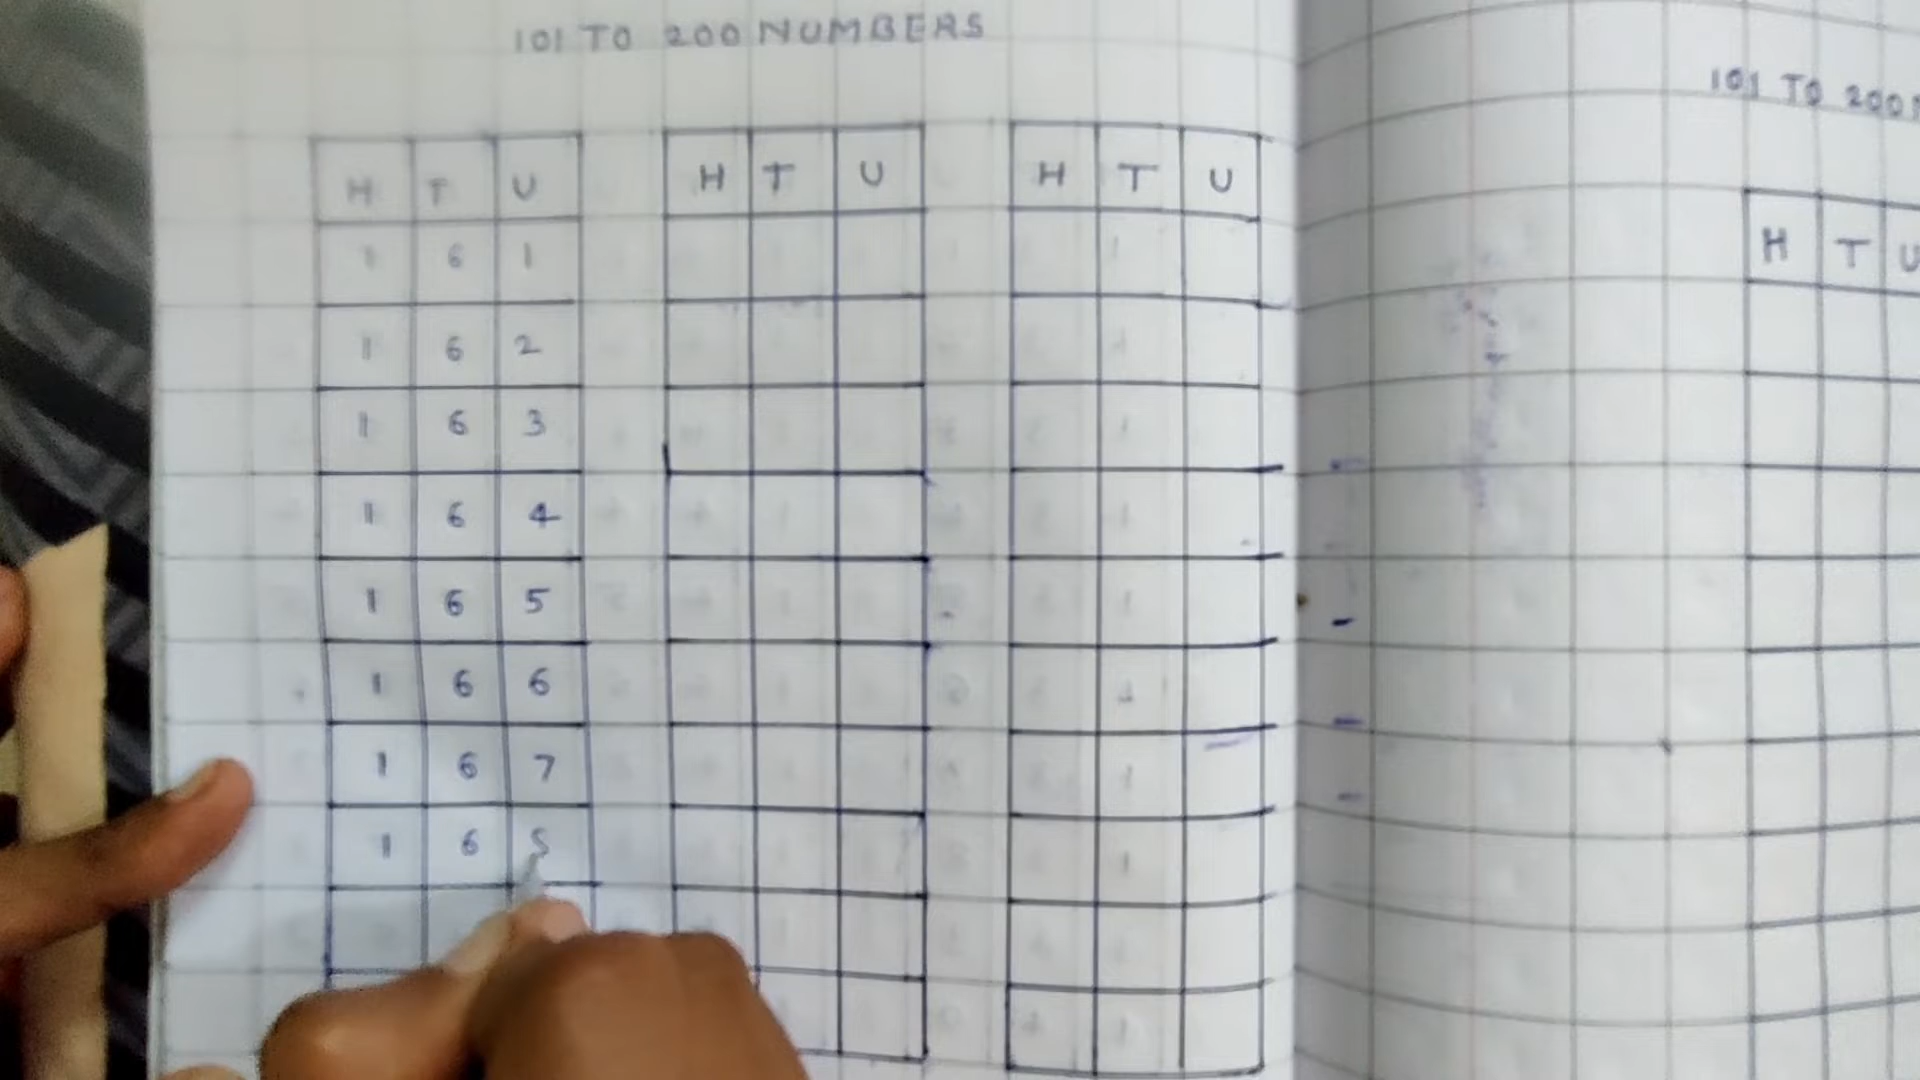 101 TO 200 NUMBERS
H T U
1 6 1
1 6 2
1 6 3
1 6 4
1 6 5
1 6 6
1 6 7
1 6
H T U
H T U
101 TO 200
H T U